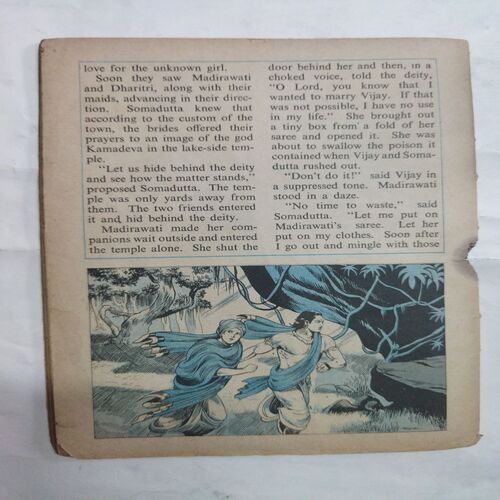 love for the unknown girl.
Soon they saw Madirawati
and Dharitri, along with their
maids, advancing in their direc-
tion. Somadutta knew that
according to the custom of the
town, the brides offered their
prayers to an image of the god
Kamadeva in the lake-side tem-
ple.
"Let us hide behind the deity
and see how the matter stands,"
proposed Somadutta. The tem-
ple was only yards away from
them. The two friends entered
it and hid behind the deity.
Madirawati made her com-
panions wait outside and entered
the temple alone. She shut the
door behind her and then, in a
choked voice, told the deity,
"O Lord, you know that I
wanted to marry Vijay. If that
was not possible, I have no use
in my life." She brought out
a tiny box from a fold of her
saree and opened it. She was
about to swallow the poison it
contained when Vijay and Soma-
dutta rushed out.
"Don't do it!" said Vijay in
a suppressed tone. Madirawati
stood in a daze.
"No time to waste," said
Somadutta. "Let me put on
Madirawati's saree. Let her
put on my clothes. Soon after
I go out and mingle with those